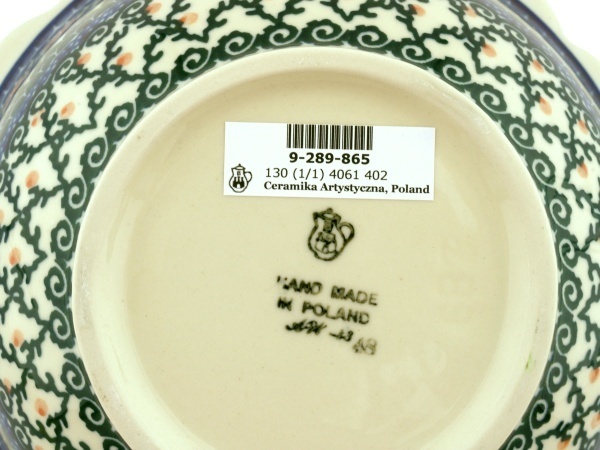 9-289-865
130 (1/1) 4061 402
Ceramika Artystyczna, Poland
HAND MADE
IN POLAND